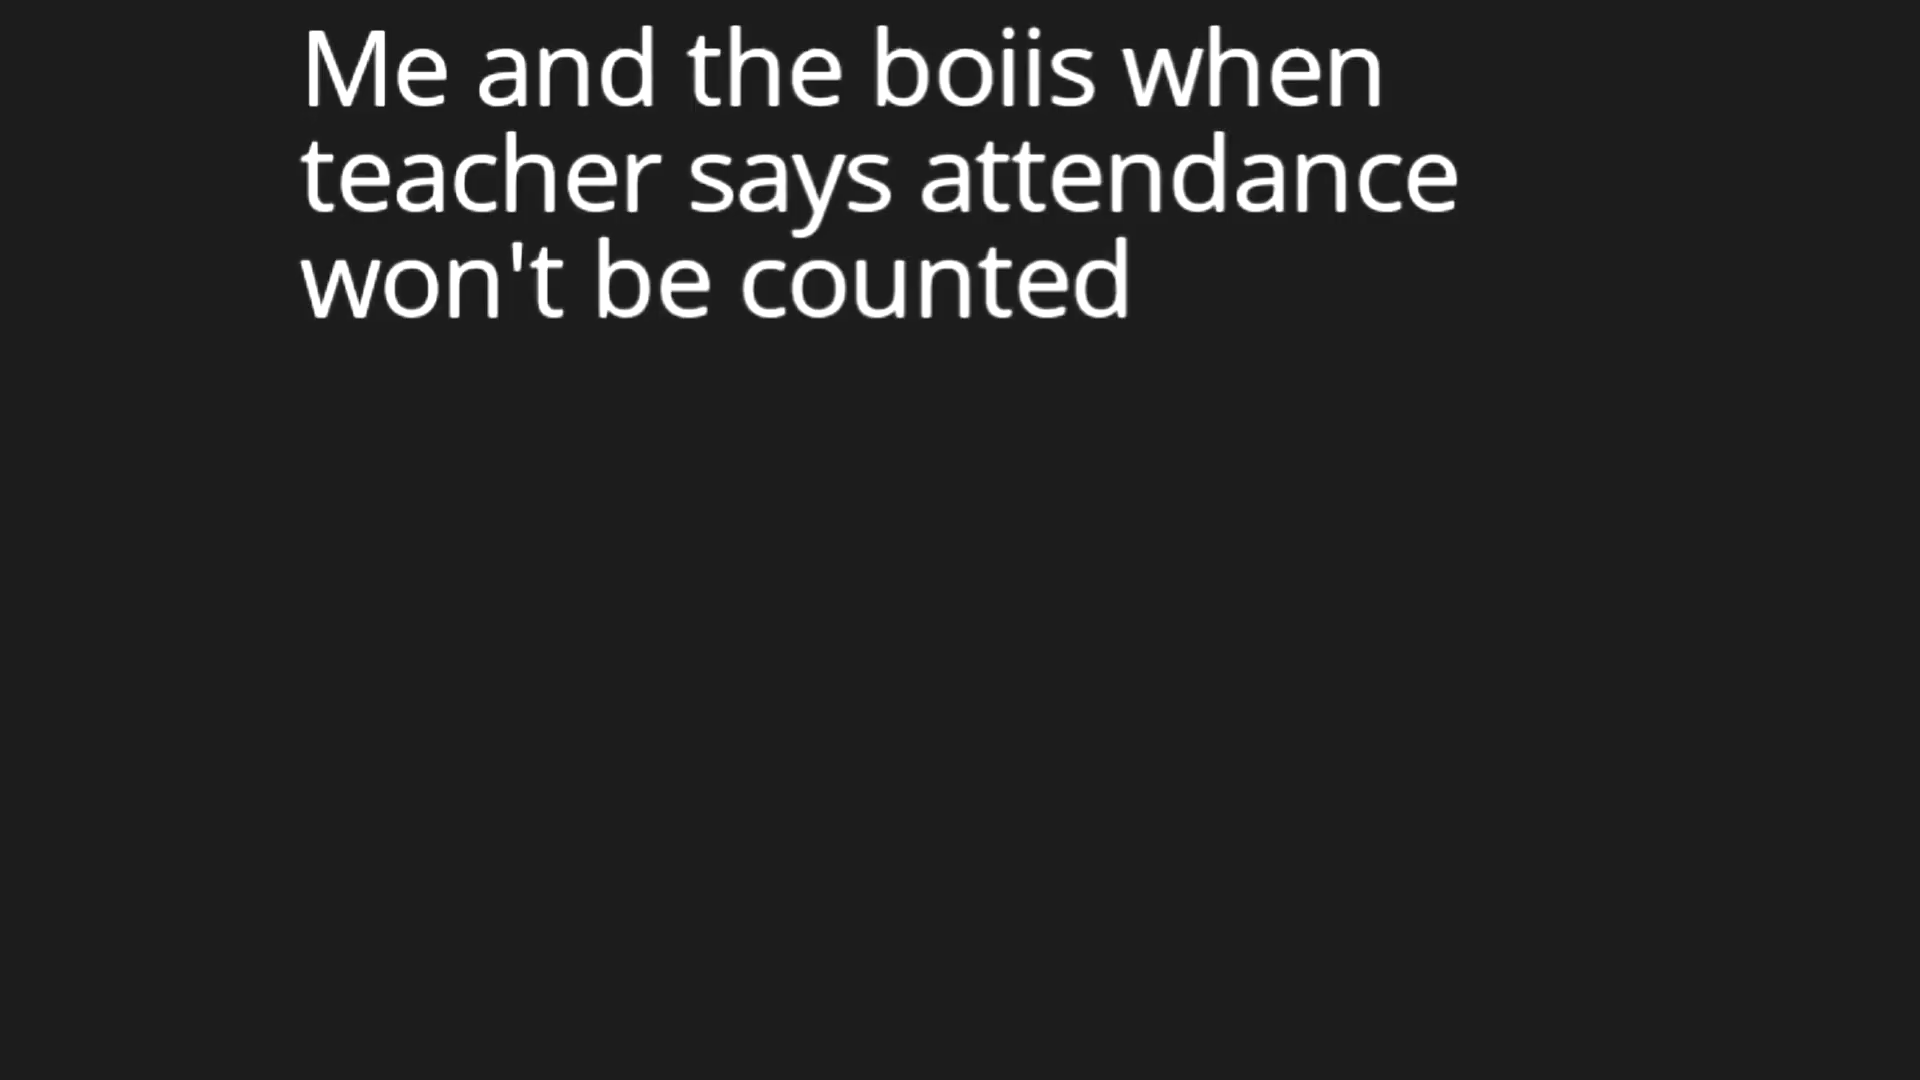 Me and the boiis when
teacher says attendance
won't be counted